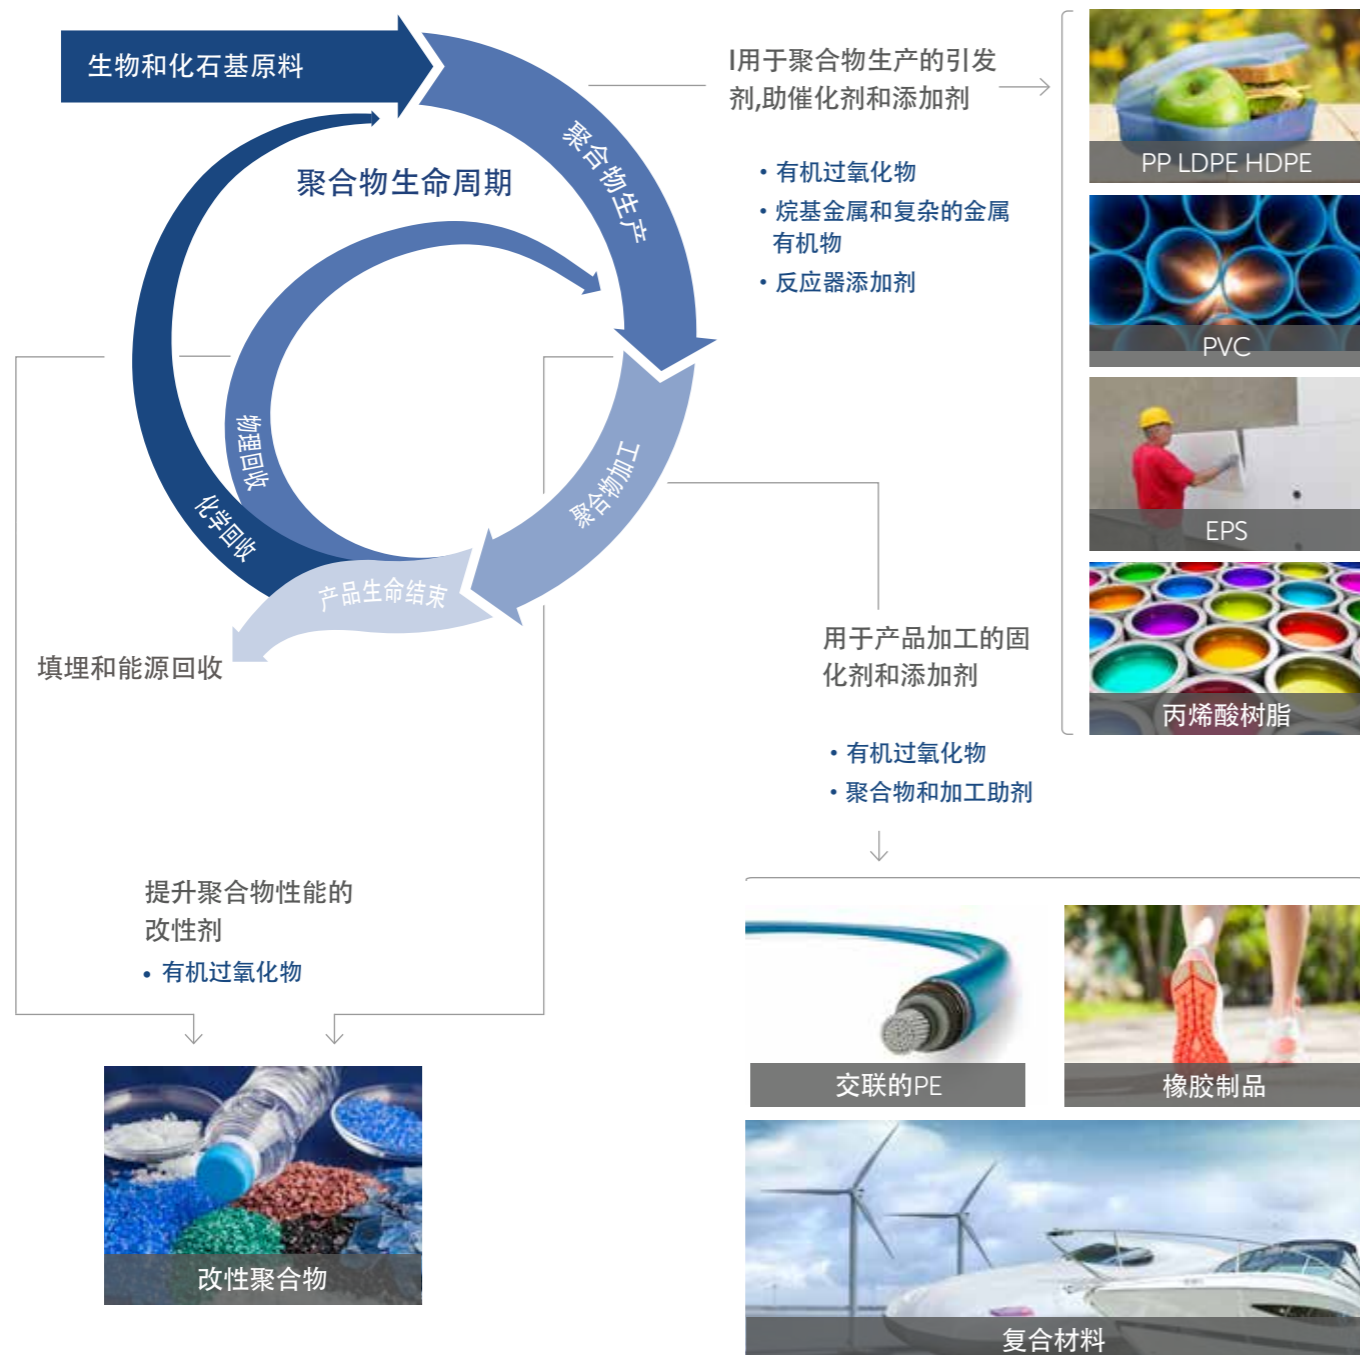 生物和化石基原料
聚合物生命周期
聚合物生产
聚合物加工
产品生命结束
物理回收
化学回收
填埋和能源回收
I用于聚合物生产的引发
剂,助催化剂和添加剂
• 有机过氧化物
• 烷基金属和复杂的金属
有机物
• 反应器添加剂
PP LDPE HDPE
PVC
EPS
丙烯酸树脂
用于产品加工的固
化剂和添加剂
• 有机过氧化物
• 聚合物和加工助剂
交联的PE
橡胶制品
复合材料
提升聚合物性能的
改性剂
• 有机过氧化物
改性聚合物